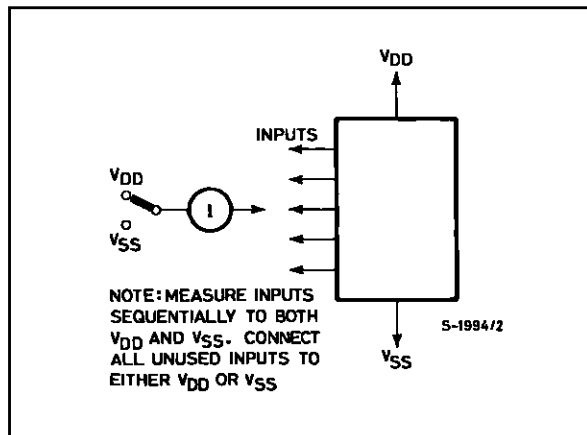 VDD
INPUTS
VDD
I
VSS
NOTE: MEASURE INPUTS
SEQUENTIALLY TO BOTH
VDD AND VSS. CONNECT
ALL UNUSED INPUTS TO
EITHER VDD OR VSS
S-1994/2
VSS